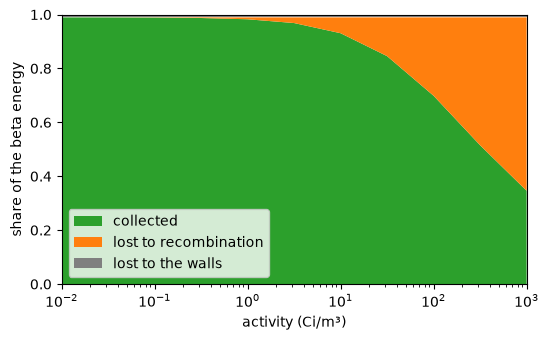 1.0
0.8
0.6
0.4
0.2
0.0
share of the beta energy
collected
lost to recombination
lost to the walls
10⁻² 10⁻¹ 10⁰ 10¹ 10² 10³
activity (Ci/m³)